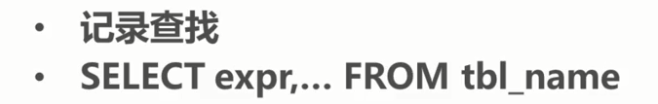 • 记录查找
• SELECT expr,... FROM tbl_name